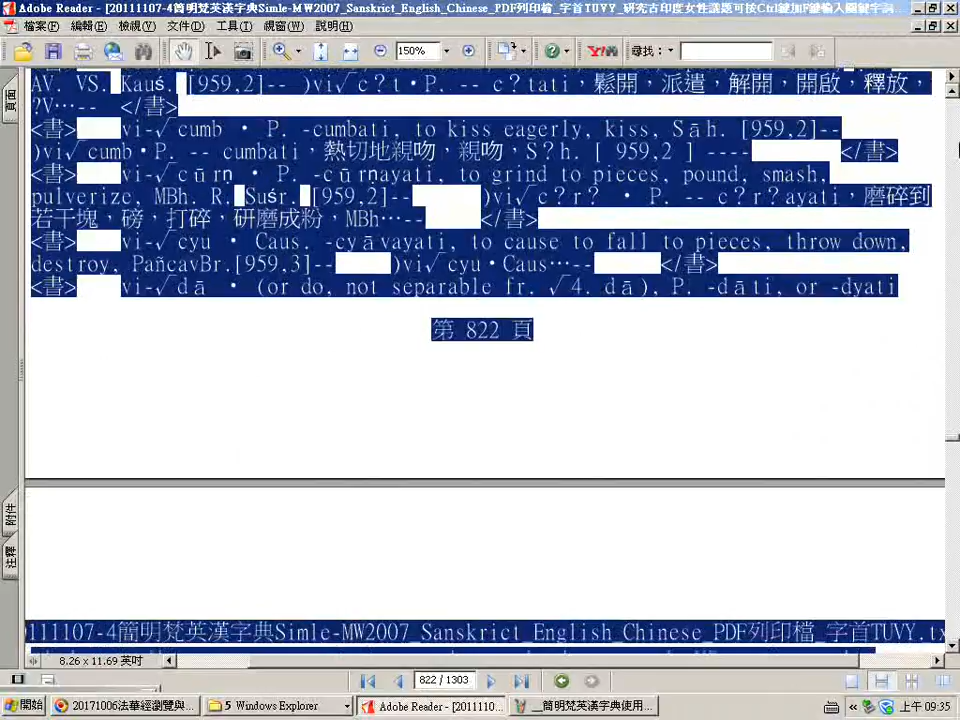 Adobe Reader - [20111107-4簡明梵英漢字典Simle-MW2007_Sanskrict_English_Chinese_PDF列印檔_字首TUVY_研究古印度女性議題可按Ctrl鍵加F鍵輸入關鍵字詞...
檔案(F) 編輯(E) 檢視(V) 文件(D) 工具(T) 視窗(W) 說明(H)
150% 尋找：
頁面
AV. VS. Kauś. [959,2]-- )vi√c?t·P. -- c?tati，鬆開，派遣，解開，開啟，釋放，
?V…-- </書>
<書> vi-√cumb · P. -cumbati, to kiss eagerly, kiss, Sāh. [959,2]--
)vi√cumb·P. -- cumbati，熱切地親吻，親吻，S?h. [ 959,2 ] ---- </書>
<書> vi-√cūrṇ · P. -cūrṇayati, to grind to pieces, pound, smash,
pulverize, MBh. R. Suśr. [959,2]-- )vi√c?r? · P. -- c?r?ayati，磨碎到
若干塊，磅，打碎，研磨成粉，MBh…-- </書>
<書> vi-√cyu · Caus. -cyāvayati, to cause to fall to pieces, throw down,
destroy, PañcavBr.[959,3]-- )vi√cyu·Caus…-- </書>
<書> vi-√dā · (or do, not separable fr. √4. dā), P. -dāti, or -dyati
第 822 頁
附件
註釋
111107-4簡明梵英漢字典Simle-MW2007_Sanskrict_English_Chinese_PDF列印檔_字首TUVY.tx
8.26 x 11.69 英吋
822 / 1303
開始 20171006法華經瀏覽與... 5 Windows Explorer Adobe Reader - [2011110... __簡明梵英漢字典使用... 上午 09:35